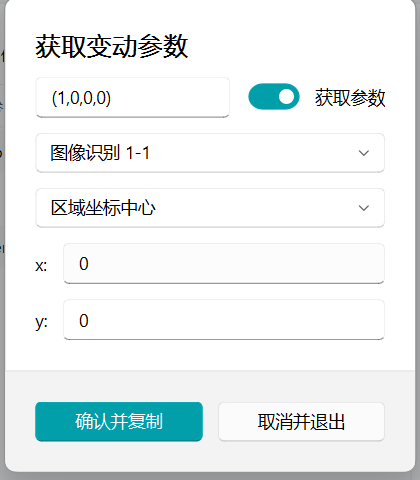 获取变动参数
(1,0,0,0)
获取参数
图像识别 1-1
区域坐标中心
x: 0
y: 0
确认并复制 取消并退出